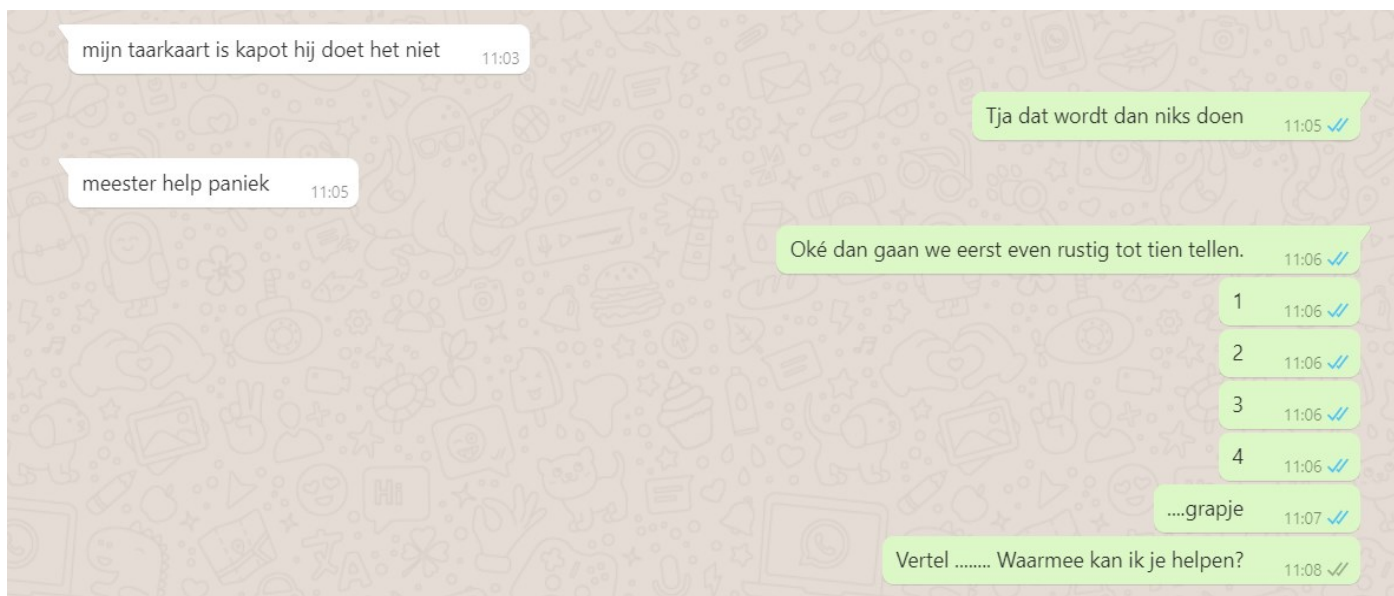 mijn taarkaart is kapot hij doet het niet 11:03
Tja dat wordt dan niks doen 11:05
meester help paniek 11:05
Oké dan gaan we eerst even rustig tot tien tellen. 11:06
1 11:06
2 11:06
3 11:06
4 11:06
....grapje 11:07
Vertel ........ Waarmee kan ik je helpen? 11:08